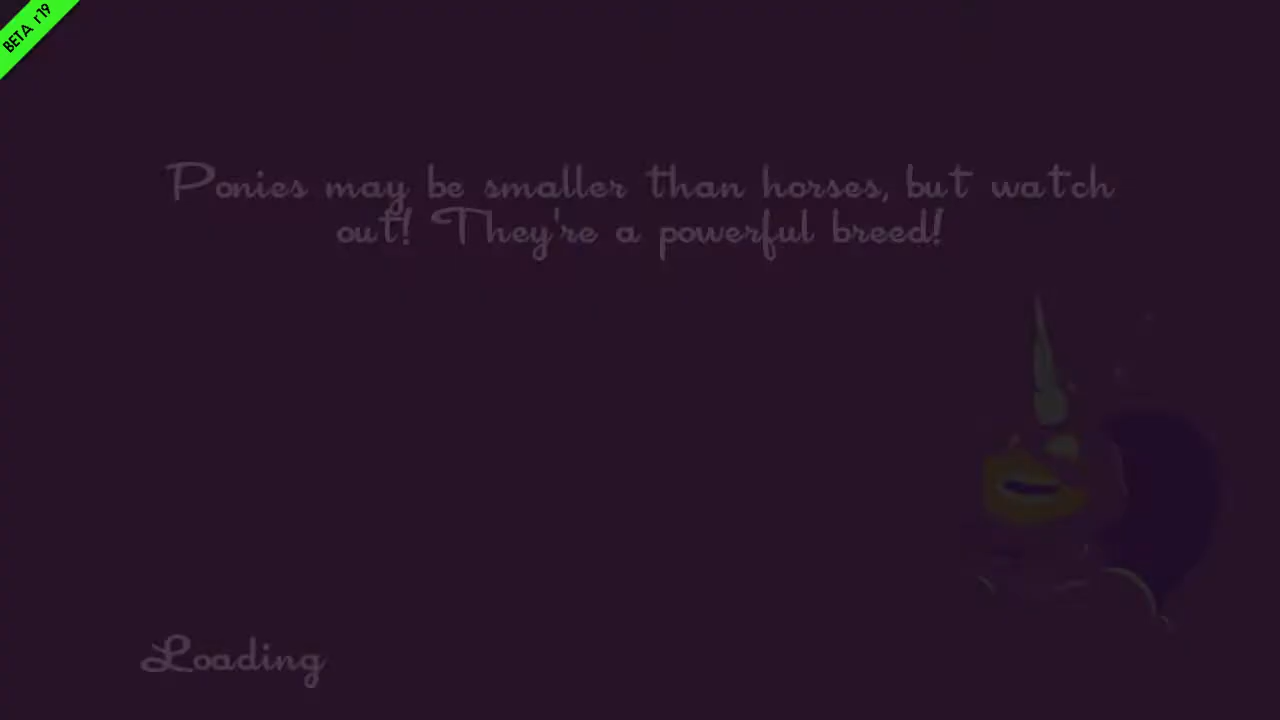 BETA r19
Ponies may be smaller than horses, but watch
out! They're a powerful breed!
Loading